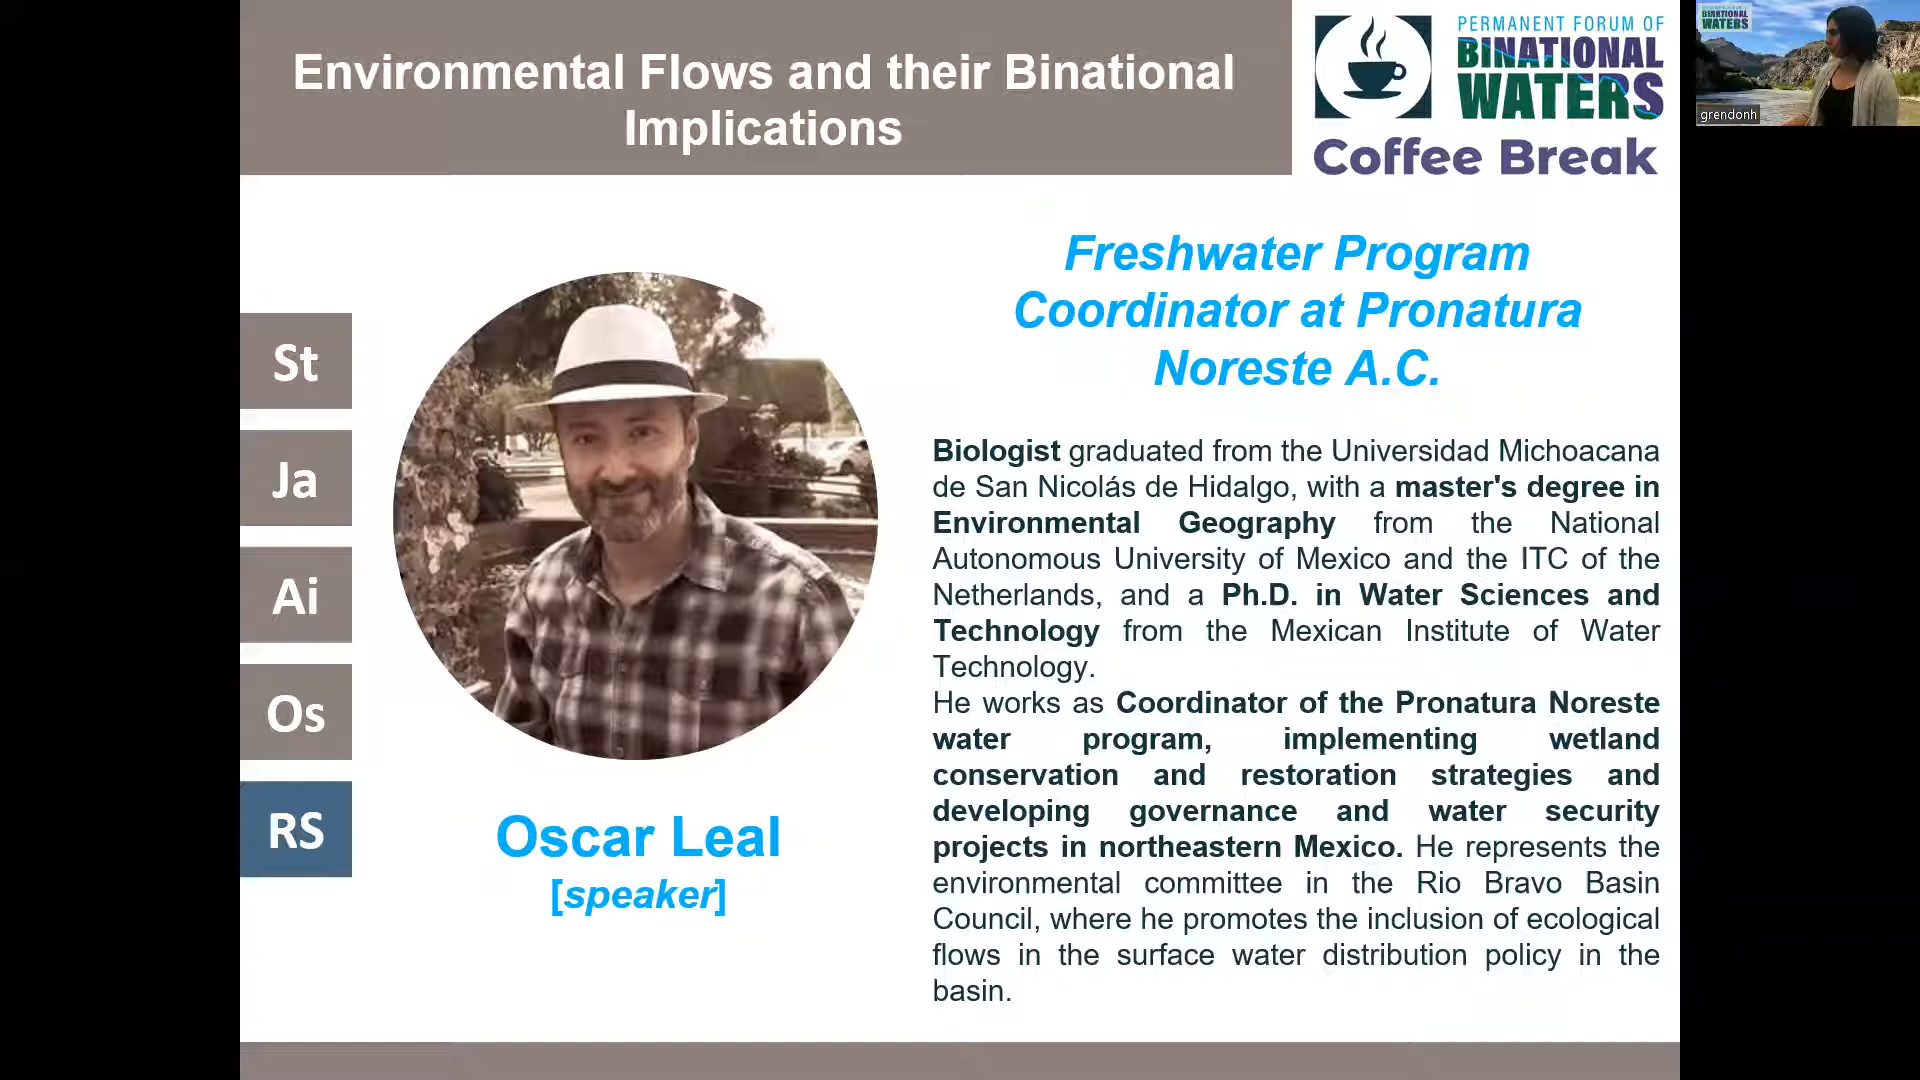 Environmental Flows and their Binational
Implications
PERMANENT FORUM OF
BINATIONAL
WATERS
Coffee Break
BINATIONAL
WATERS
grendonh
St
Ja
Ai
Os
RS
Oscar Leal
[speaker]
Freshwater Program
Coordinator at Pronatura
Noreste A.C.
Biologist graduated from the Universidad Michoacana
de San Nicolás de Hidalgo, with a master's degree in
Environmental Geography from the National
Autonomous University of Mexico and the ITC of the
Netherlands, and a Ph.D. in Water Sciences and
Technology from the Mexican Institute of Water
Technology.
He works as Coordinator of the Pronatura Noreste
water program, implementing wetland
conservation and restoration strategies and
developing governance and water security
projects in northeastern Mexico. He represents the
environmental committee in the Rio Bravo Basin
Council, where he promotes the inclusion of ecological
flows in the surface water distribution policy in the
basin.